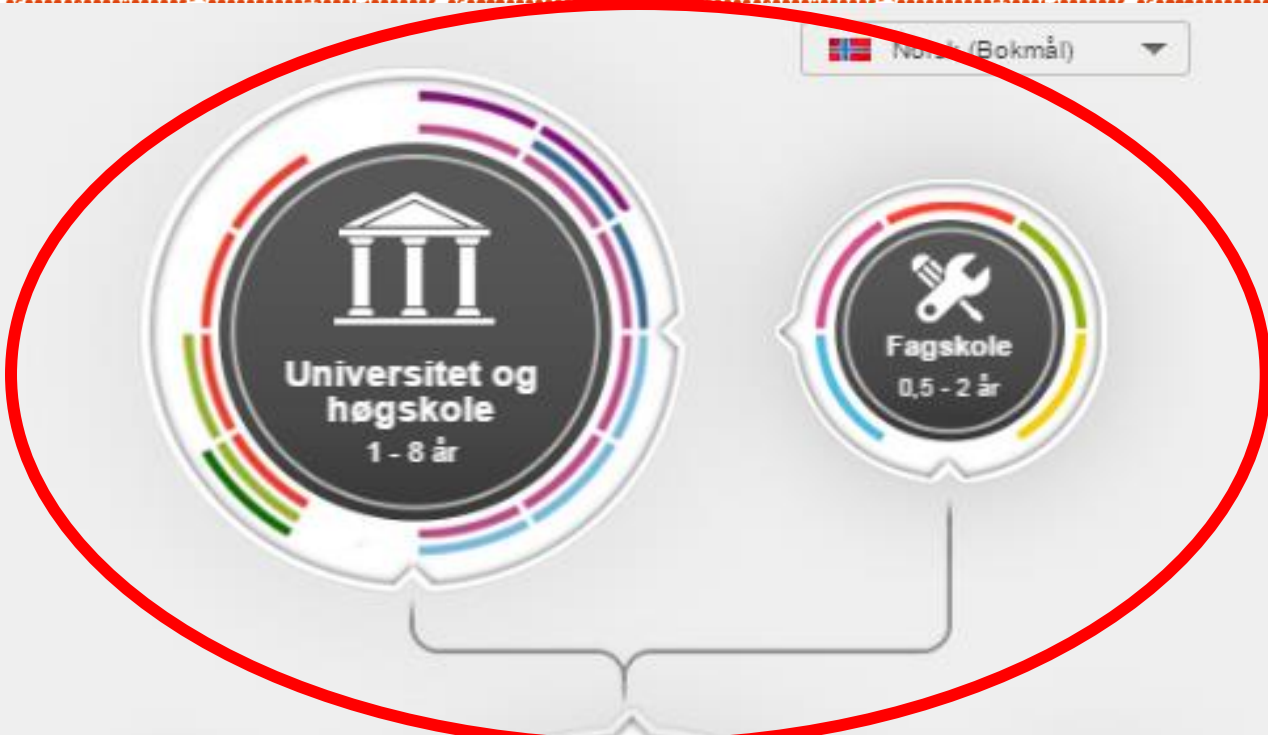 Norsk (Bokmål)
Universitet og
høgskole
1 - 8 år
Fagskole
0,5 - 2 år